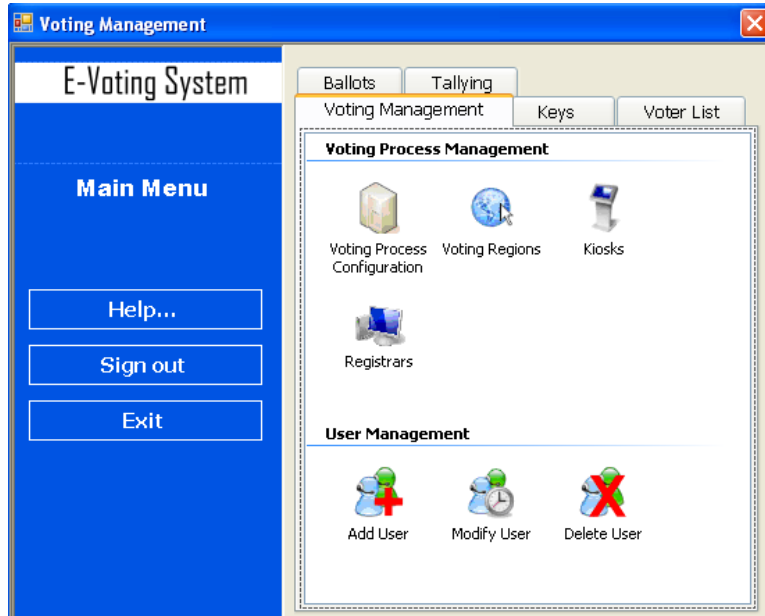 Voting Management
E-Voting System
Main Menu
Help...
Sign out
Exit
Ballots
Tallying
Voting Management
Keys
Voter List
Voting Process Management
Voting Process
Configuration
Voting Regions
Kiosks
Registrars
User Management
Add User
Modify User
Delete User